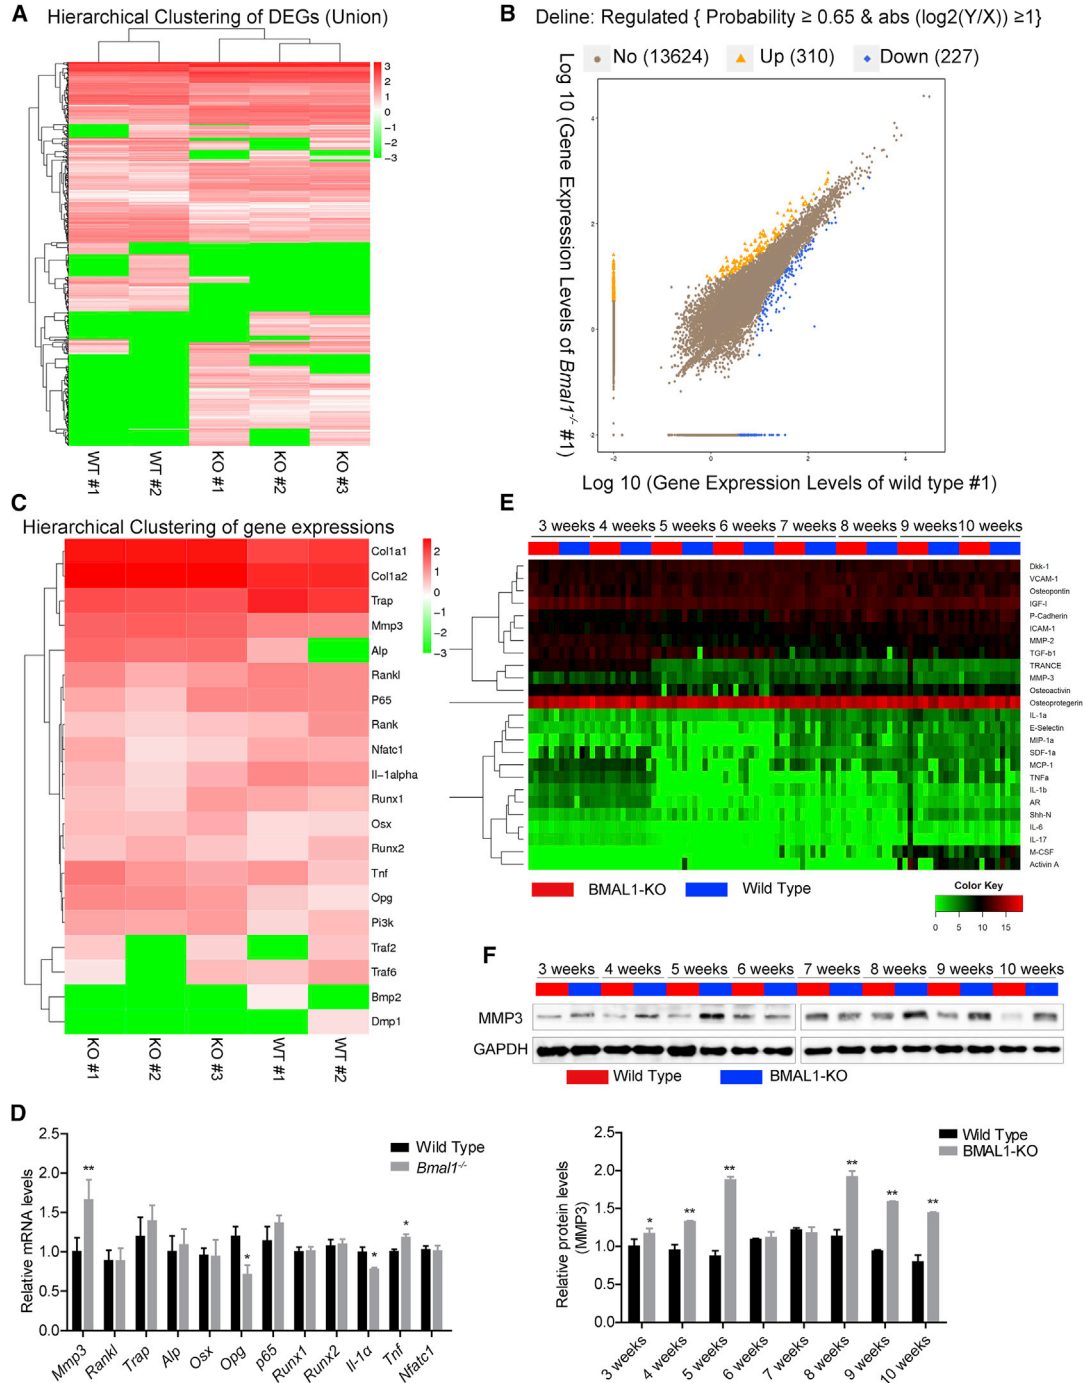 A
Hierarchical Clustering of DEGs (Union)
3
2
1
0
−1
−2
−3
WT #1
WT #2
KO #1
KO #2
KO #3
B
Deline: Regulated { Probability ≥ 0.65 & abs (log2(Y/X)) ≥1}
No (13624)
Up (310)
Down (227)
Log 10 (Gene Expression Levels of Bmal1-/- #1)
4
2
0
-2
-2
0
2
4
Log 10 (Gene Expression Levels of wild type #1)
C
Hierarchical Clustering of gene expressions
2
1
0
−1
−2
−3
Col1a1
Col1a2
Trap
Mmp3
Alp
Rankl
P65
Rank
Nfatc1
Il−1alpha
Runx1
Osx
Runx2
Tnf
Opg
Pi3k
Traf2
Traf6
Bmp2
Dmp1
KO #1
KO #2
KO #3
WT #1
WT #2
E
3 weeks 4 weeks 5 weeks 6 weeks 7 weeks 8 weeks 9 weeks 10 weeks
Dkk-1
VCAM-1
Osteopontin
IGF-I
P-Cadherin
ICAM-1
MMP-2
TGF-b1
TRANCE
MMP-3
Osteoactivin
Osteoprotegerin
IL-1a
E-Selectin
MIP-1a
SDF-1a
MCP-1
TNFa
IL-1b
AR
Shh-N
IL-6
IL-17
M-CSF
Activin A
BMAL1-KO
Wild Type
Color Key
0 5 10 15
F
3 weeks 4 weeks 5 weeks 6 weeks 7 weeks 8 weeks 9 weeks 10 weeks
MMP3
GAPDH
Wild Type
BMAL1-KO
D
Relative mRNA levels
2.5
2.0
1.5
1.0
0.5
0.0
Wild Type
Bmal1-/-
**
*
*
*
Mmp3
Rankl
Trap
Alp
Osx
Opg
p65
Runx1
Runx2
Il-1α
Tnf
Nfatc1
Relative protein levels
(MMP3)
2.5
2.0
1.5
1.0
0.5
0.0
Wild Type
BMAL1-KO
*
**
**
**
**
**
3 weeks
4 weeks
5 weeks
6 weeks
7 weeks
8 weeks
9 weeks
10 weeks